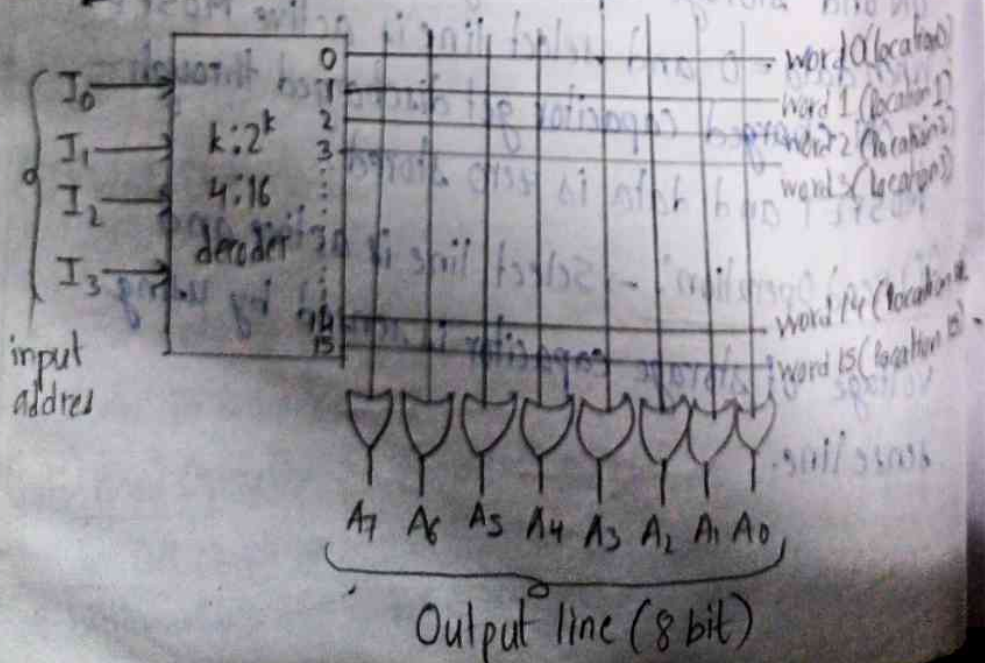 0 word 0 (location 0)
I0 1 word 1 (location 1)
2 word 2 (location 2)
I1 k:2^k 3 word 3 (location 3)
I2 4:16
decoder
I3
14 word 14 (location 14)
15 word 15 (location 15)
input
addres
A7 A6 A5 A4 A3 A2 A1 A0
Output line (8 bit)